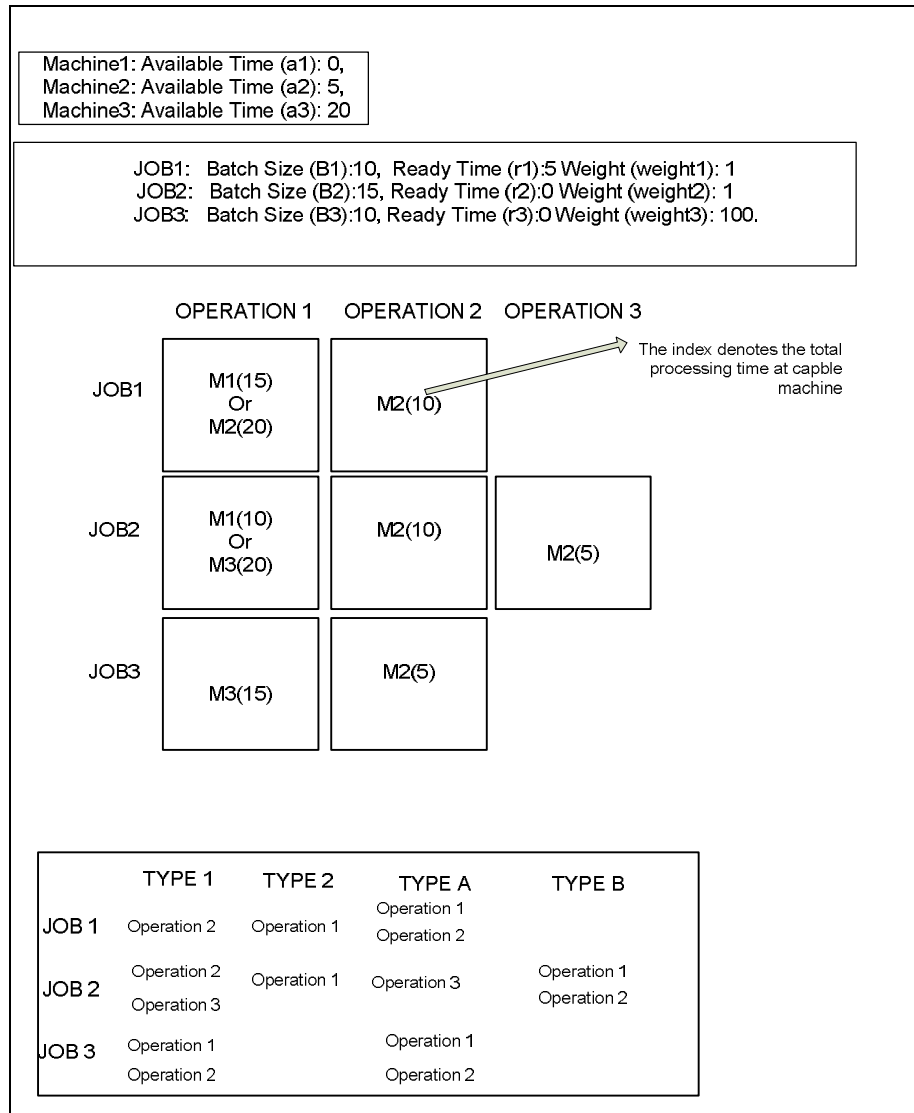 Machine1: Available Time (a1): 0,
Machine2: Available Time (a2): 5,
Machine3: Available Time (a3): 20
JOB1: Batch Size (B1):10, Ready Time (r1):5 Weight (weight1): 1
JOB2: Batch Size (B2):15, Ready Time (r2):0 Weight (weight2): 1
JOB3: Batch Size (B3):10, Ready Time (r3):0 Weight (weight3): 100.
OPERATION 1 OPERATION 2 OPERATION 3
The index denotes the total
processing time at capble
machine
JOB1
M1(15)
Or
M2(20)
M2(10)
JOB2
M1(10)
Or
M3(20)
M2(10)
M2(5)
JOB3
M3(15)
M2(5)
TYPE 1 TYPE 2 TYPE A TYPE B
JOB 1
Operation 2
Operation 1
Operation 1
Operation 2
JOB 2
Operation 2
Operation 3
Operation 1
Operation 3
Operation 1
Operation 2
JOB 3
Operation 1
Operation 2
Operation 1
Operation 2